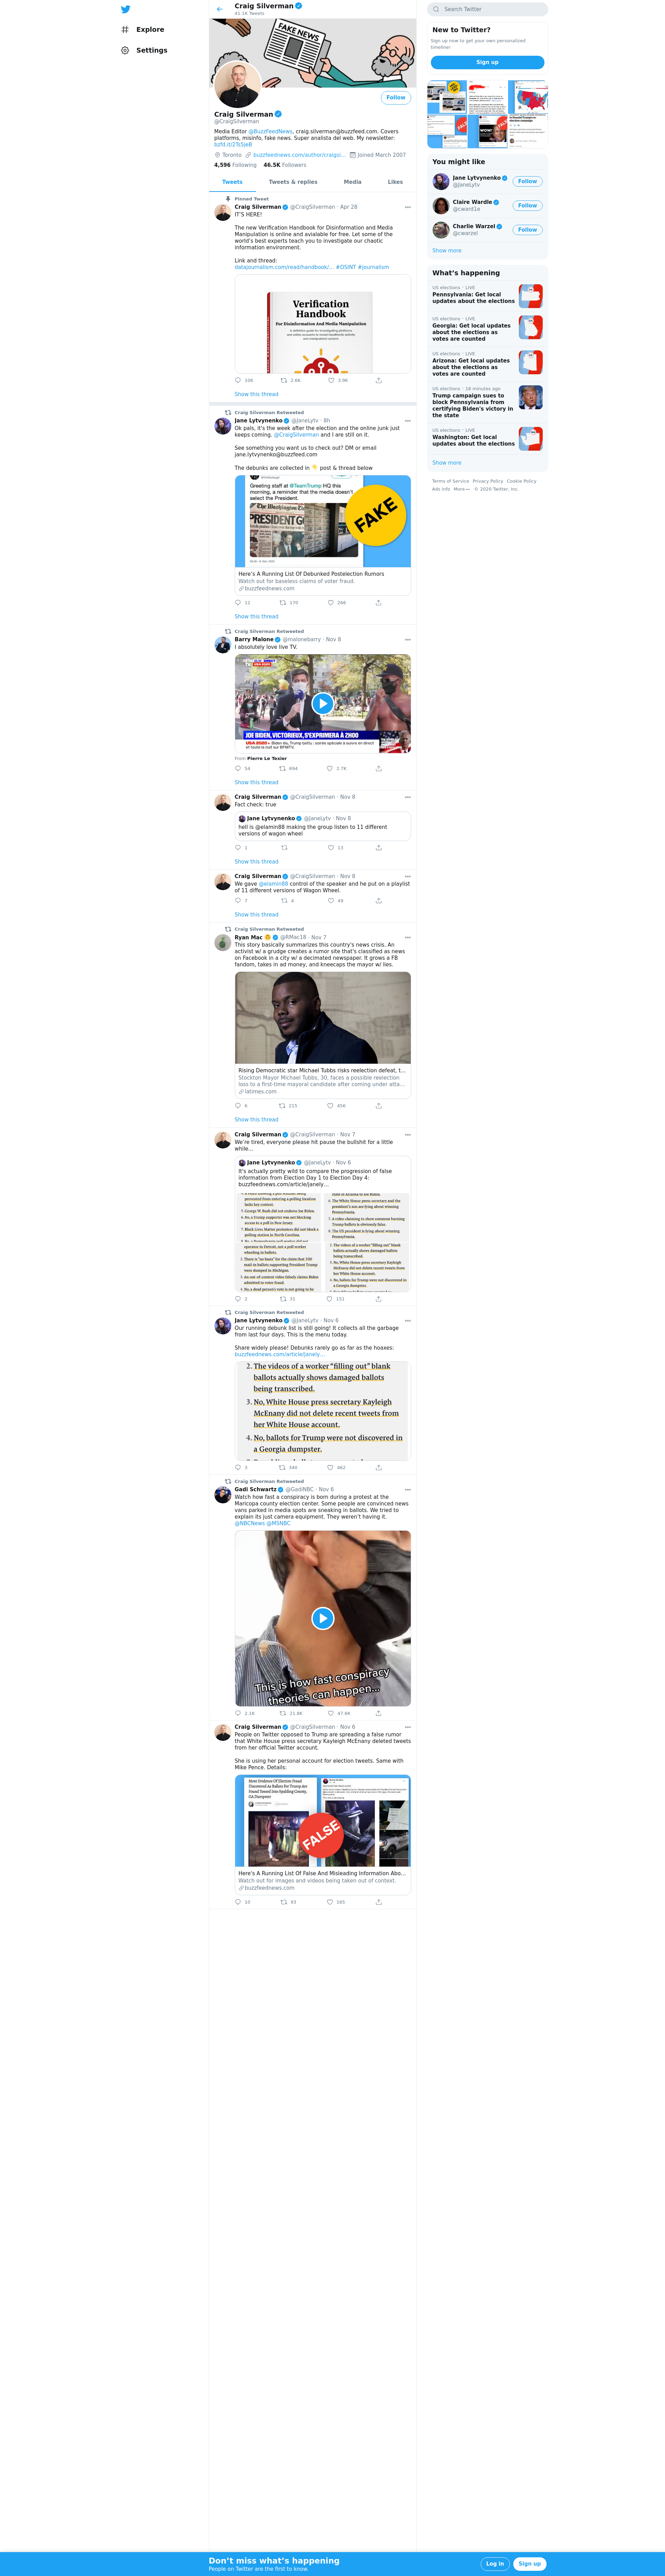 Explore
Settings
Craig Silverman
41.1K Tweets
FAKE NEWS
Follow
Craig Silverman
@CraigSilverman
Media Editor @BuzzFeedNews, craig.silverman@buzzfeed.com. Covers
platforms, misinfo, fake news. Super analista del web. My newsletter:
Toronto
buzzfeednews.com/author/craigsi…
Joined March 2007
4,596 Following 46.5K Followers
Tweets
Tweets & replies
Media
Likes
Pinned Tweet
Craig Silverman @CraigSilverman · Apr 28
IT'S HERE!
The new Verification Handbook for Disinformation and Media
Manipulation is online and avialable for free. Let some of the
world's best experts teach you to investigate our chaotic
information environment.
Link and thread:
datajournalism.com/read/handbook/… #OSINT #Journalism
Verification
Handbook
For Disinformation And Media Manipulation
106
2.6K
3.9K
Show this thread
Craig Silverman Retweeted
Jane Lytvynenko @JaneLytv · 8h
Ok pals, it's the week after the election and the online junk just
keeps coming. @CraigSilverman and I are still on it.
See something you want us to check out? DM or email
jane.lytvynenko@buzzfeed.com
The debunks are collected in 👇 post & thread below
Greeting staff at @TeamTrump HQ this
morning, a reminder that the media doesn't
select the President.
The Washington Times
PRESIDENT GORE
FAKE
Here's A Running List Of Debunked Postelection Rumors
Watch out for baseless claims of voter fraud.
buzzfeednews.com
12
170
266
Show this thread
Craig Silverman Retweeted
Barry Malone @malonebarry · Nov 8
I absolutely love live TV.
JOE BIDEN, VICTORIEUX, S'EXPRIMERA À 2H00
USA 2020
From Pierre Le Texier
54
694
2.7K
Show this thread
Craig Silverman @CraigSilverman · Nov 8
Fact check: true
Jane Lytvynenko @JaneLytv · Nov 8
hell is @elamin88 making the group listen to 11 different
versions of wagon wheel
1
13
Show this thread
Craig Silverman @CraigSilverman · Nov 8
We gave @elamin88 control of the speaker and he put on a playlist
of 11 different versions of Wagon Wheel.
7
4
49
Show this thread
Craig Silverman Retweeted
Ryan Mac @RMac18 · Nov 7
This story basically summarizes this country's news crisis. An
activist w/ a grudge creates a rumor site that's classified as news
on Facebook in a city w/ a decimated newspaper. It grows a FB
fandom, takes in ad money, and kneecaps the mayor w/ lies.
Rising Democratic star Michael Tubbs risks reelection defeat, t…
Stockton Mayor Michael Tubbs, 30, faces a possible reelection
loss to a first-time mayoral candidate after coming under atta…
latimes.com
6
215
456
Show this thread
Craig Silverman @CraigSilverman · Nov 7
We're tired, everyone please hit pause the bullshit for a little
while…
Jane Lytvynenko @JaneLytv · Nov 6
It's actually pretty wild to compare the progression of false
information from Election Day 1 to Election Day 4:
buzzfeednews.com/article/janely…
2
31
151
Craig Silverman Retweeted
Jane Lytvynenko @JaneLytv · Nov 6
Our running debunk list is still going! It collects all the garbage
from last four days. This is the menu today.
Share widely please! Debunks rarely go as far as the hoaxes:
buzzfeednews.com/article/janely…
2. The videos of a worker "filling out" blank
ballots actually shows damaged ballots
being transcribed.
3. No, White House press secretary Kayleigh
McEnany did not delete recent tweets from
her White House account.
4. No, ballots for Trump were not discovered in
a Georgia dumpster.
3
340
462
Craig Silverman Retweeted
Gadi Schwartz @GadiNBC · Nov 6
Watch how fast a conspiracy is born during a protest at the
Maricopa county election center. Some people are convinced news
vans parked in media spots are sneaking in ballots. We tried to
explain its just camera equipment. They weren't having it.
@NBCNews @MSNBC
This is how fast conspiracy
theories can happen...
2.1K
21.8K
47.6K
Craig Silverman @CraigSilverman · Nov 6
People on Twitter opposed to Trump are spreading a false rumor
that White House press secretary Kayleigh McEnany deleted tweets
from her official Twitter account.
She is using her personal account for election tweets. Same with
Mike Pence. Details:
FALSE
Here's A Running List Of False And Misleading Information Abo…
Watch out for images and videos being taken out of context.
buzzfeednews.com
10
93
165
Search Twitter
New to Twitter?
Sign up now to get your own personalized
timeline!
Sign up
You might like
Jane Lytvynenko
@JaneLytv
Follow
Claire Wardle
@cward1e
Follow
Charlie Warzel
@cwarzel
Follow
Show more
What's happening
US elections · LIVE
Pennsylvania: Get local
updates about the elections
US elections · LIVE
Georgia: Get local updates
about the elections as
votes are counted
US elections · LIVE
Arizona: Get local updates
about the elections as
votes are counted
US elections · 18 minutes ago
Trump campaign sues to
block Pennsylvania from
certifying Biden's victory in
the state
US elections · LIVE
Washington: Get local
updates about the elections
Show more
Terms of Service Privacy Policy Cookie Policy
Ads info More © 2020 Twitter, Inc.
Don't miss what's happening
People on Twitter are the first to know.
Log in
Sign up